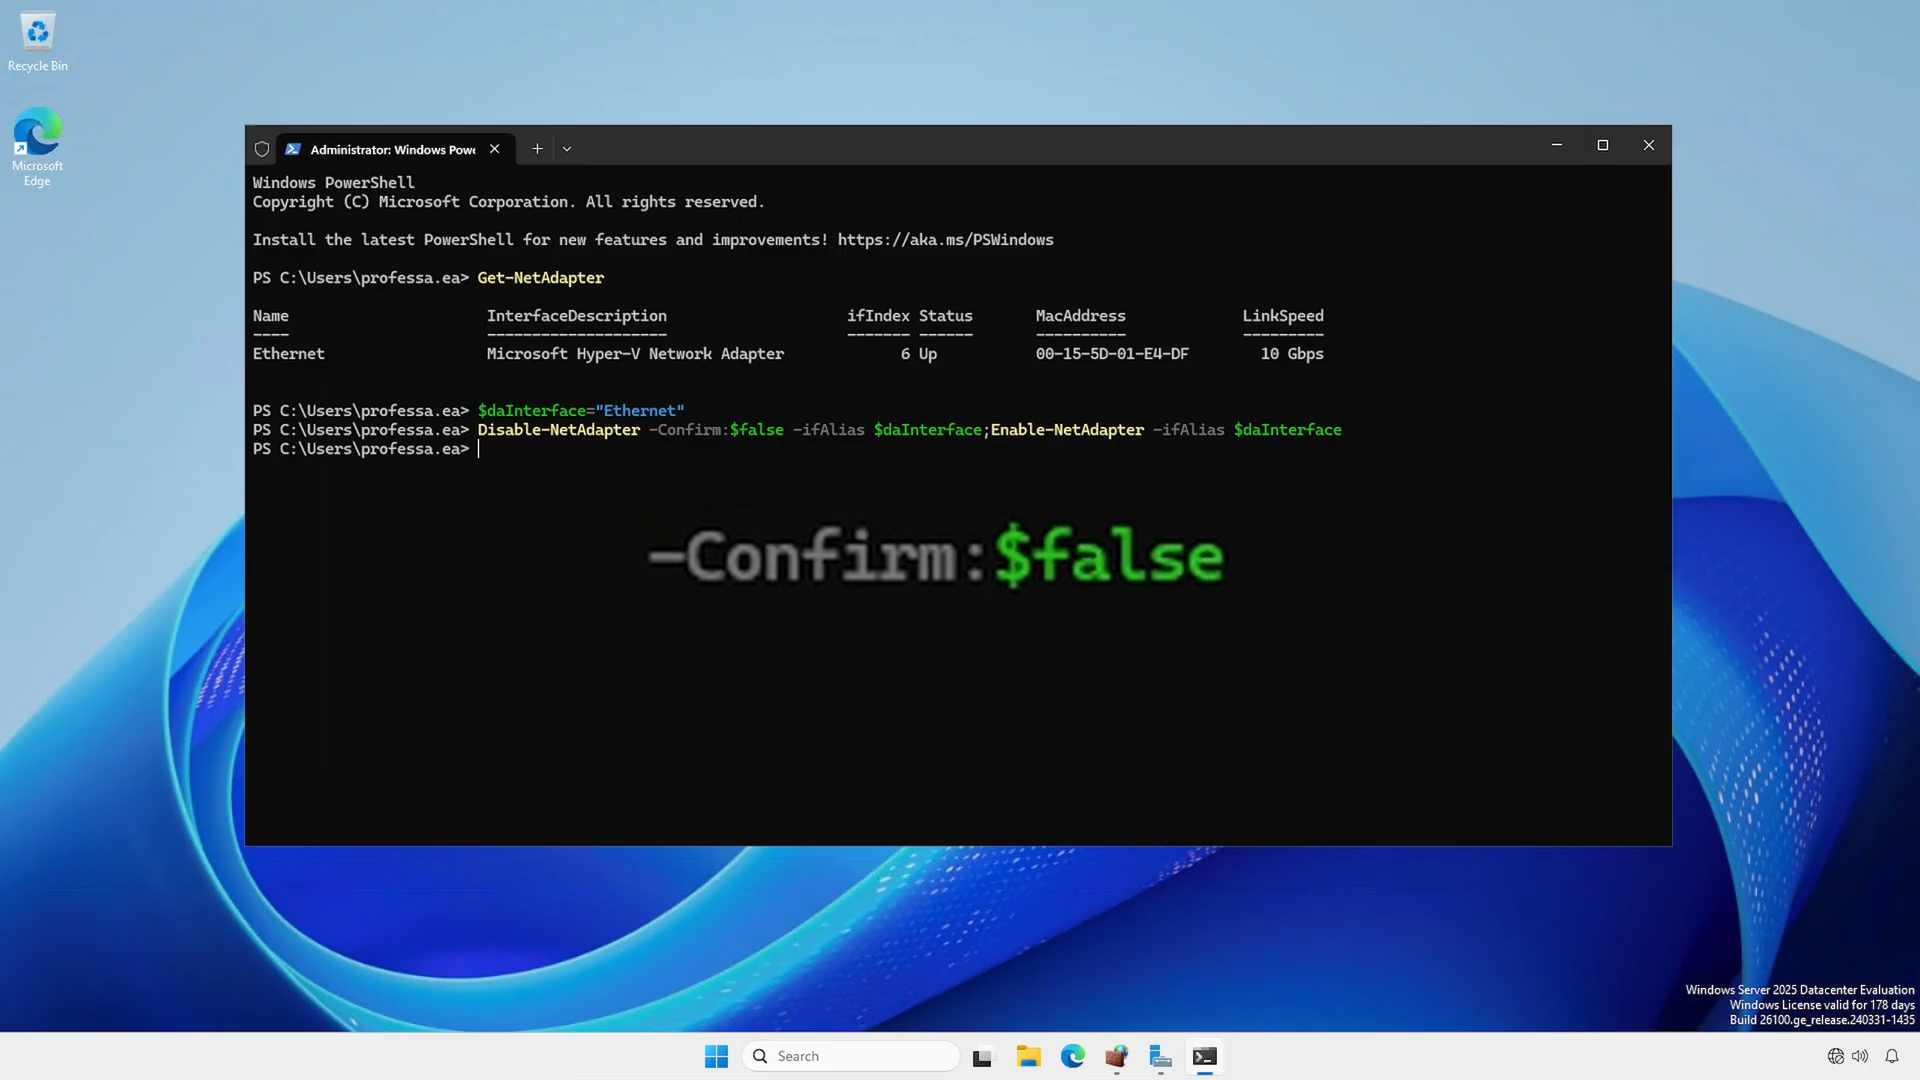 Recycle Bin
Microsoft
Edge
Administrator: Windows Powe
Windows PowerShell
Copyright (C) Microsoft Corporation. All rights reserved.
Install the latest PowerShell for new features and improvements! https://aka.ms/PSWindows
PS C:\Users\professa.ea> Get-NetAdapter
Name InterfaceDescription ifIndex Status MacAddress LinkSpeed
---- -------------------- ------- ------ ---------- ---------
Ethernet Microsoft Hyper-V Network Adapter 6 Up 00-15-5D-01-E4-DF 10 Gbps
PS C:\Users\professa.ea> $daInterface="Ethernet"
PS C:\Users\professa.ea> Disable-NetAdapter -Confirm:$false -ifAlias $daInterface;Enable-NetAdapter -ifAlias $daInterface
PS C:\Users\professa.ea>
-Confirm:$false
Windows Server 2025 Datacenter Evaluation
Windows License valid for 178 days
Build 26100.ge_release.240331-1435
Search